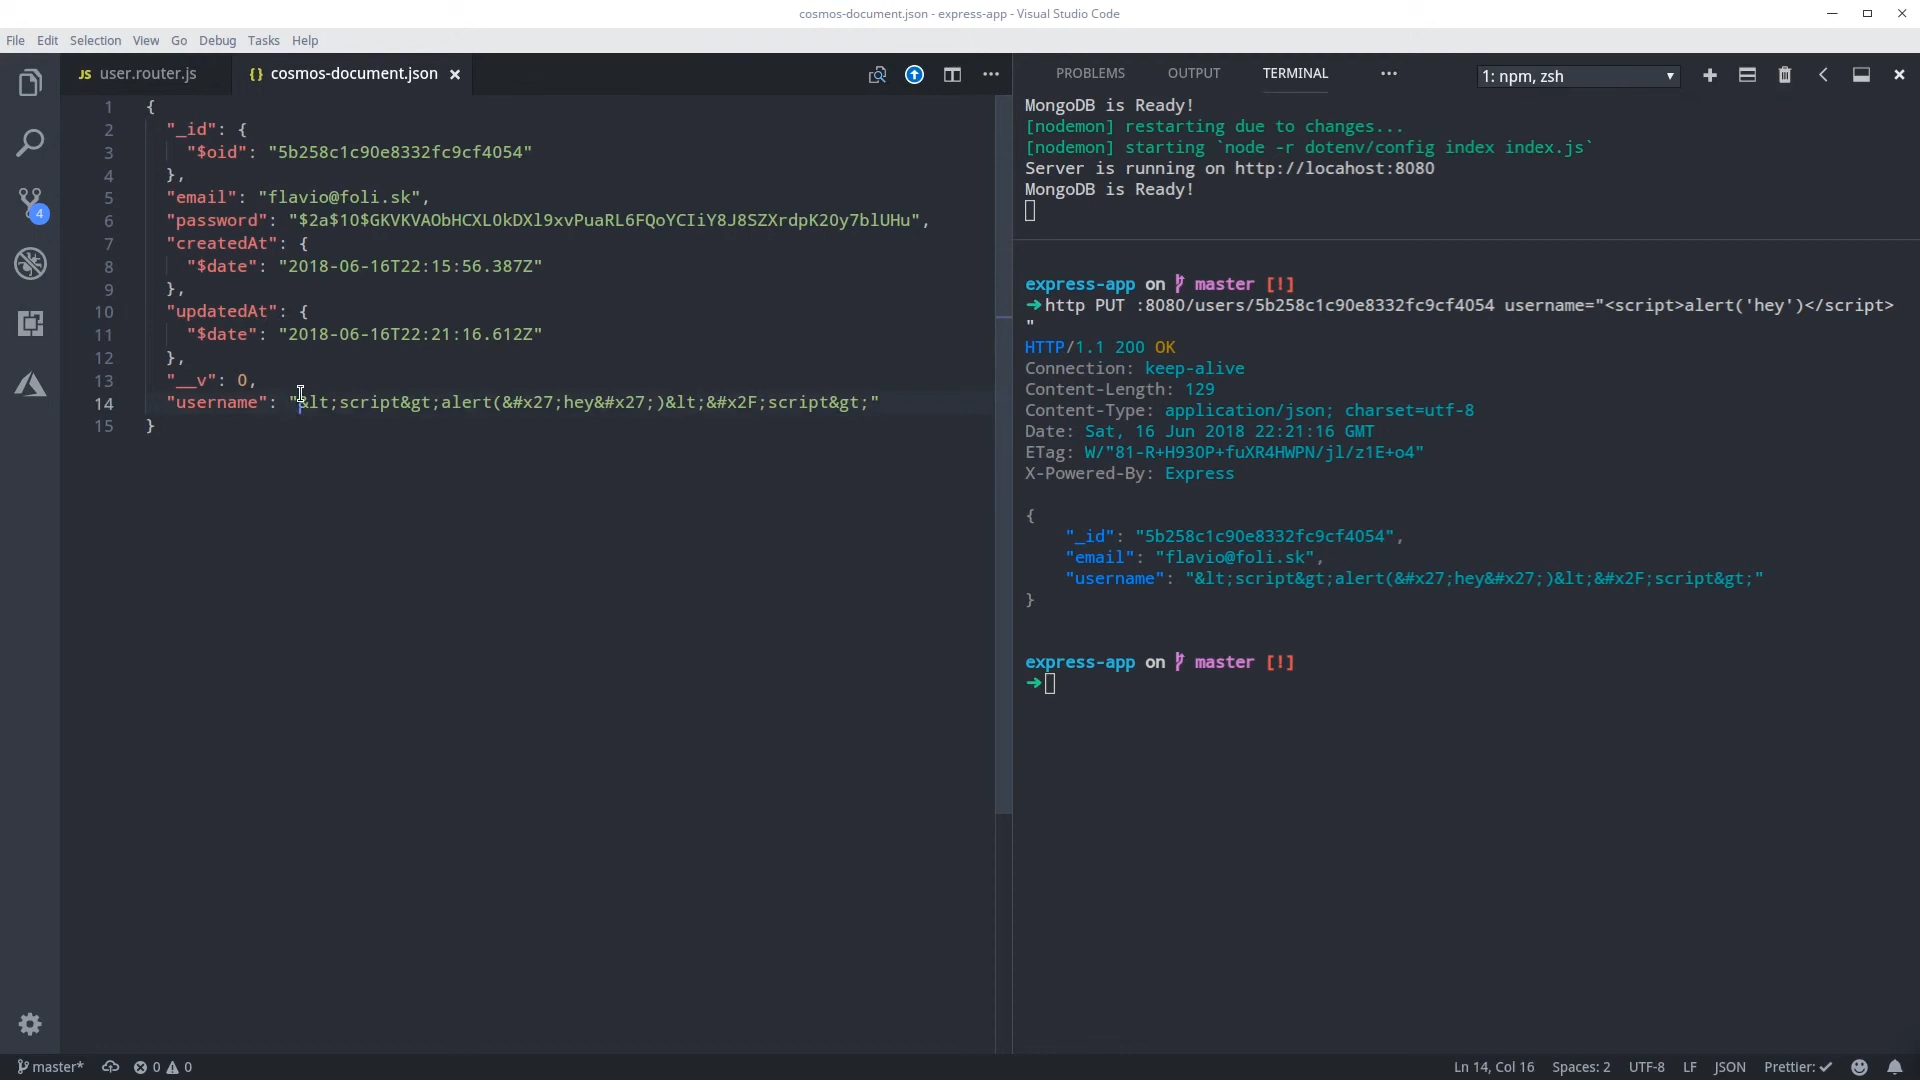 cosmos-document.json - express-app - Visual Studio Code
File Edit Selection View Go Debug Tasks Help
JS user.router.js {} cosmos-document.json
1 {
2 "_id": {
3 "$oid": "5b258c1c90e8332fc9cf4054"
4 },
5 "email": "flavio@foli.sk",
6 "password": "$2a$10$GKVKVAObHCXL0kDXl9xvPuaRL6FQoYCIiY8J8SZXrdpK2Oy7blUHu",
7 "createdAt": {
8 "$date": "2018-06-16T22:15:56.387Z"
9 },
10 "updatedAt": {
11 "$date": "2018-06-16T22:21:16.612Z"
12 },
13 "__v": 0,
14 "username": "&lt;script&gt;alert(&#x27;hey&#x27;)&lt;&#x2F;script&gt;"
15 }
4
PROBLEMS OUTPUT TERMINAL ... 1: npm, zsh
MongoDB is Ready!
[nodemon] restarting due to changes...
[nodemon] starting `node -r dotenv/config index index.js`
Server is running on http://locahost:8080
MongoDB is Ready!
express-app on master [!]
➜ http PUT :8080/users/5b258c1c90e8332fc9cf4054 username="<script>alert('hey')</script>
"
HTTP/1.1 200 OK
Connection: keep-alive
Content-Length: 129
Content-Type: application/json; charset=utf-8
Date: Sat, 16 Jun 2018 22:21:16 GMT
ETag: W/"81-R+H93OP+fuXR4HWPN/jl/z1E+o4"
X-Powered-By: Express
{
"_id": "5b258c1c90e8332fc9cf4054",
"email": "flavio@foli.sk",
"username": "&lt;script&gt;alert(&#x27;hey&#x27;)&lt;&#x2F;script&gt;"
}
express-app on master [!]
➜
master* 0 0 Ln 14, Col 16 Spaces: 2 UTF-8 LF JSON Prettier: ✓